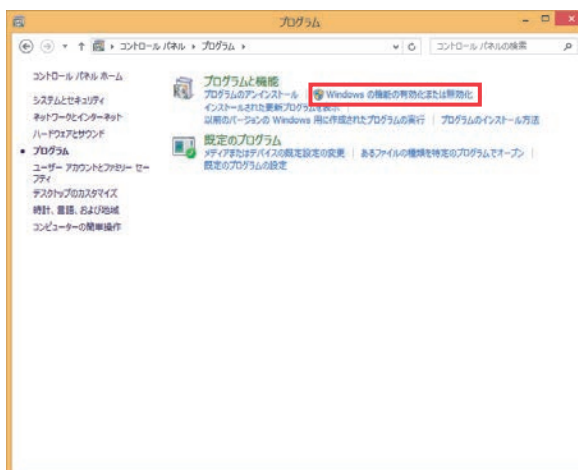 プログラム
コントロール パネル
プログラム
コントロール パネルの検索
コントロール パネル ホーム
システムとセキュリティ
ネットワークとインターネット
ハードウェアとサウンド
プログラム
ユーザー アカウントとファミリー セー
フティ
デスクトップのカスタマイズ
時計、言語、および地域
コンピューターの簡単操作
プログラムと機能
プログラムのアンインストール
Windows の機能の有効化または無効化
インストールされた更新プログラムを表示
以前のバージョンの Windows 用に作成されたプログラムの実行
プログラムのインストール方法
既定のプログラム
メディアまたはデバイスの既定設定の変更
あるファイルの種類を特定のプログラムでオープン
既定のプログラムの設定